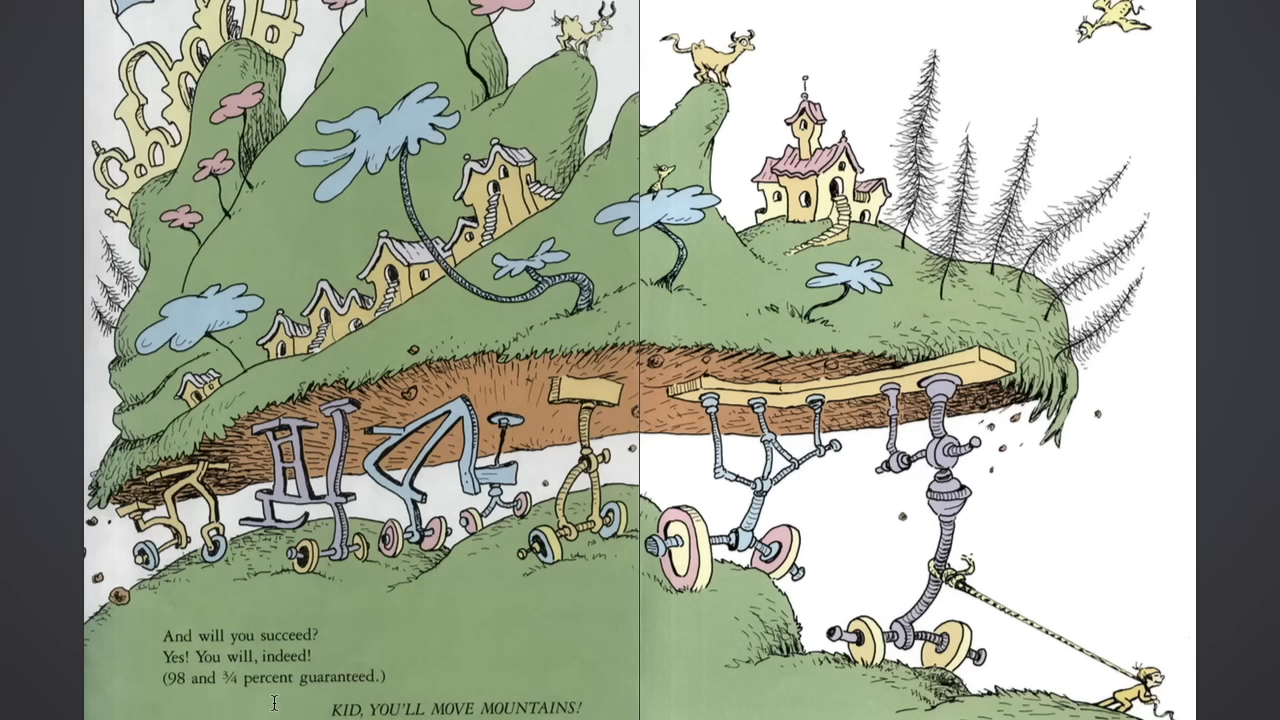 And will you succeed?
Yes! You will, indeed!
(98 and ¾ percent guaranteed.)
KID, YOU'LL MOVE MOUNTAINS!